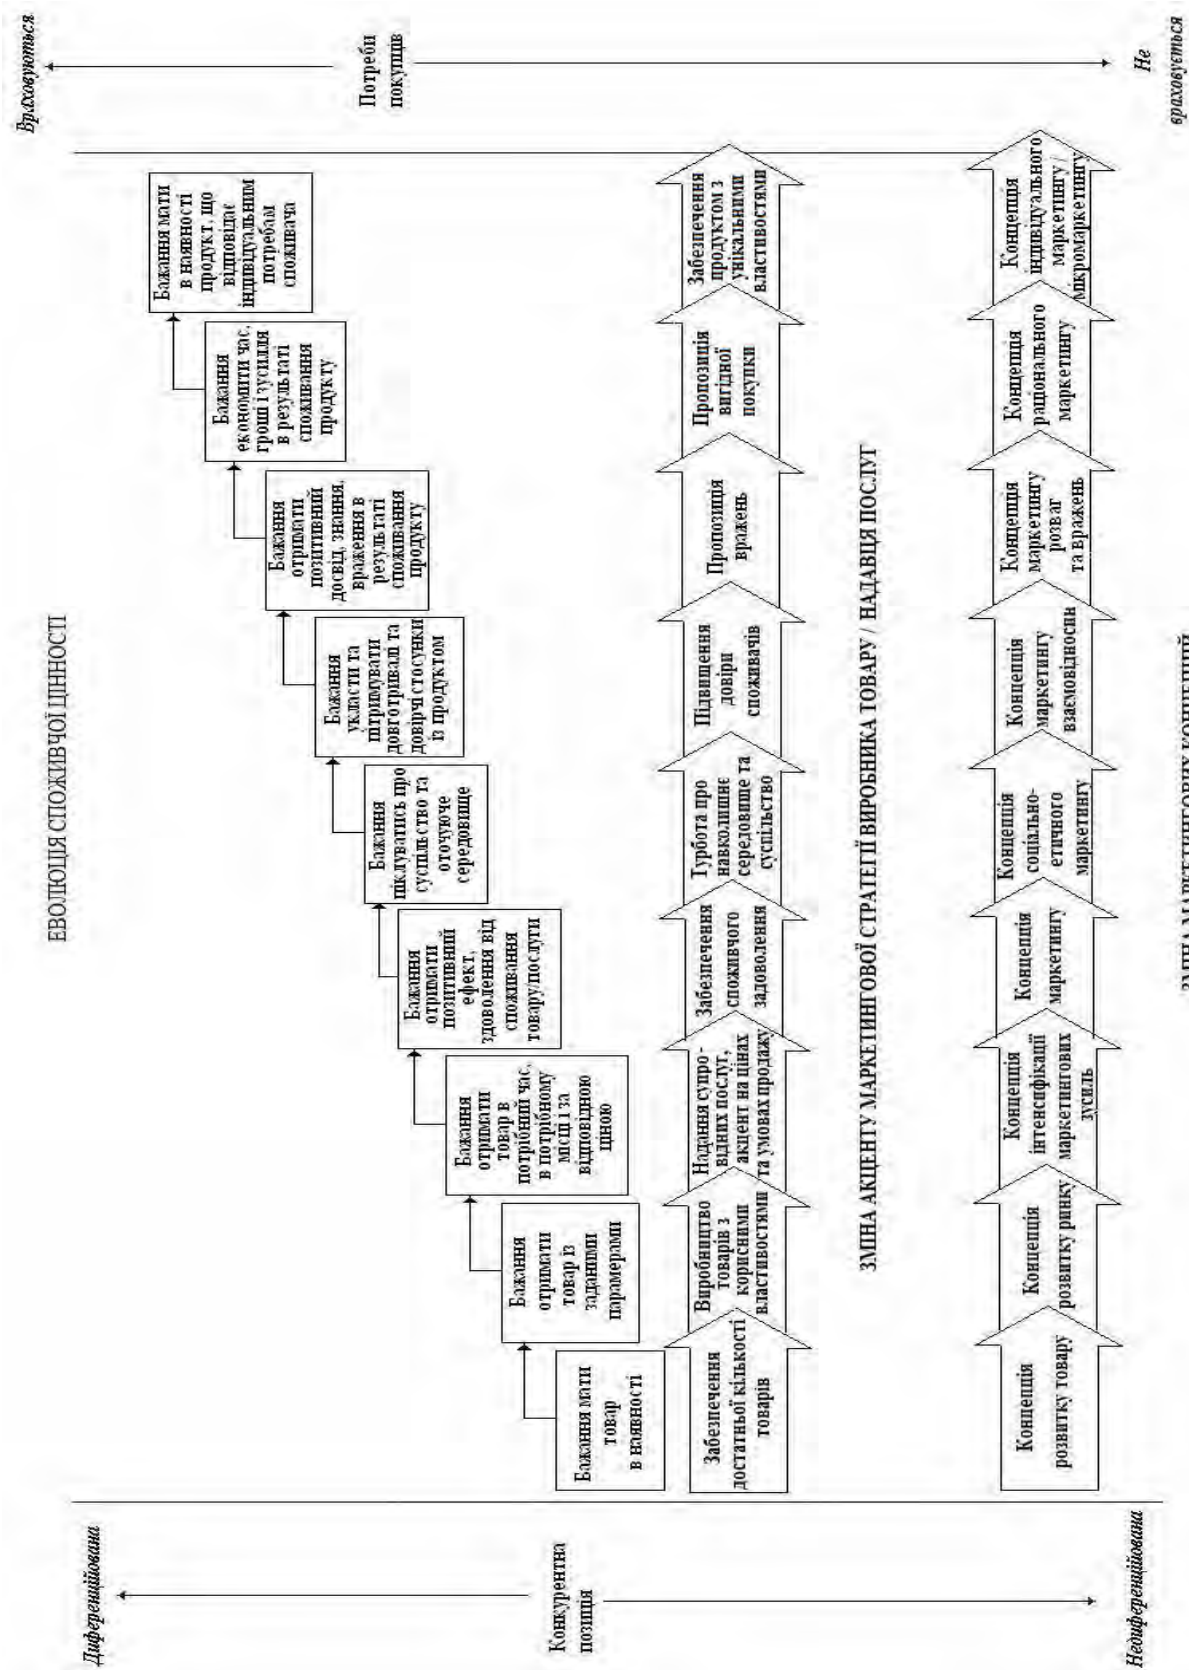 ЕВОЛЮЦІЯ СПОЖИВЧОЇ ЦІННОСТІ
Диференційована
Конкурентна
позиція
Недиференційована
Бажання мати
товар
в наявності
Бажання
отримати
товар із
заданими
парамерами
Бажання
отримати
товар в
потрібний час,
в потрібному
місці і за
відповідною
ціною
Бажання
отримати
позитивний
ефект,
здоволення від
споживання
товару/послуги
Бажання
піклуватись про
суспільство та
оточуюче
середовище
Бажання
укласти та
пітримувати
довготривалі та
довірчі стосунки
із продуктом
Бажання
отримати
позитивний
досвід, знання,
враження в
результаті
споживання
продукту
Бажання
економити час,
гроші і зусилля
в результаті
споживання
продукту
Бажання мати
в наявності
продукт, що
відповідає
індивідуальним
потребам
споживача
Забезпечення
достатньої кількості
товарів
Виробництво
товарів з
корисними
властивостями
Надання супро-
відних послуг,
акцент на цінах
та умовах продажу
Забезпечення
споживчого
задоволення
Турбота про
навколишнє
середовище та
суспільство
Підвищення
довіри
споживачів
Пропозиція
вражень
Пропозиція
вигідної
покупки
Забезпечення
продуктом з
унікальними
властивостями
ЗМІНА АКЦЕНТУ МАРКЕТИНГОВОЇ СТРАТЕГІЇ ВИРОБНИКА ТОВАРУ / НАДАВЦЯ ПОСЛУГ
Концепція
розвитку товару
Концепція
розвитку ринку
Концепція
інтенсифікації
маркетингових
зусиль
Концепція
маркетингу
Концепція
соціально-
етичного
маркетингу
Концепція
маркетингу
взаємовідносин
Концепція
маркетингу
розваг
та вражень
Концепція
раціонального
маркетингу
Концепція
індивідуального
маркетингу /
мікромаркетингу
ЗМІНА МАРКЕТИНГОВИХ КОНЦЕПЦІЙ
Враховуються
Потреби
покупців
Не
враховується